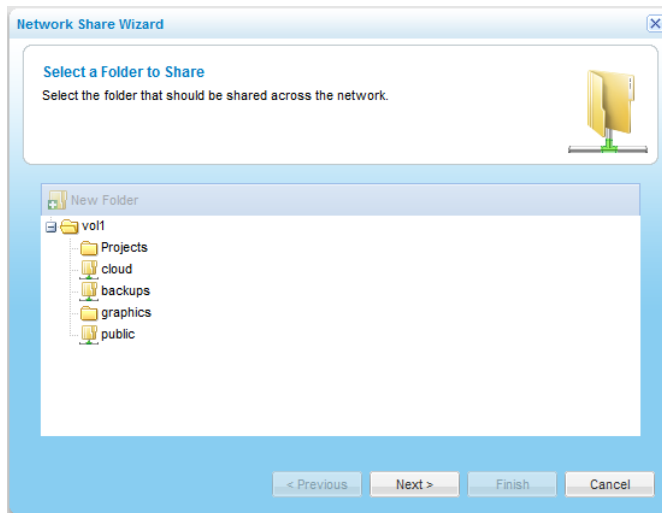 Network Share Wizard
Select a Folder to Share
Select the folder that should be shared across the network.
New Folder
vol1
Projects
cloud
backups
graphics
public
< Previous
Next >
Finish
Cancel